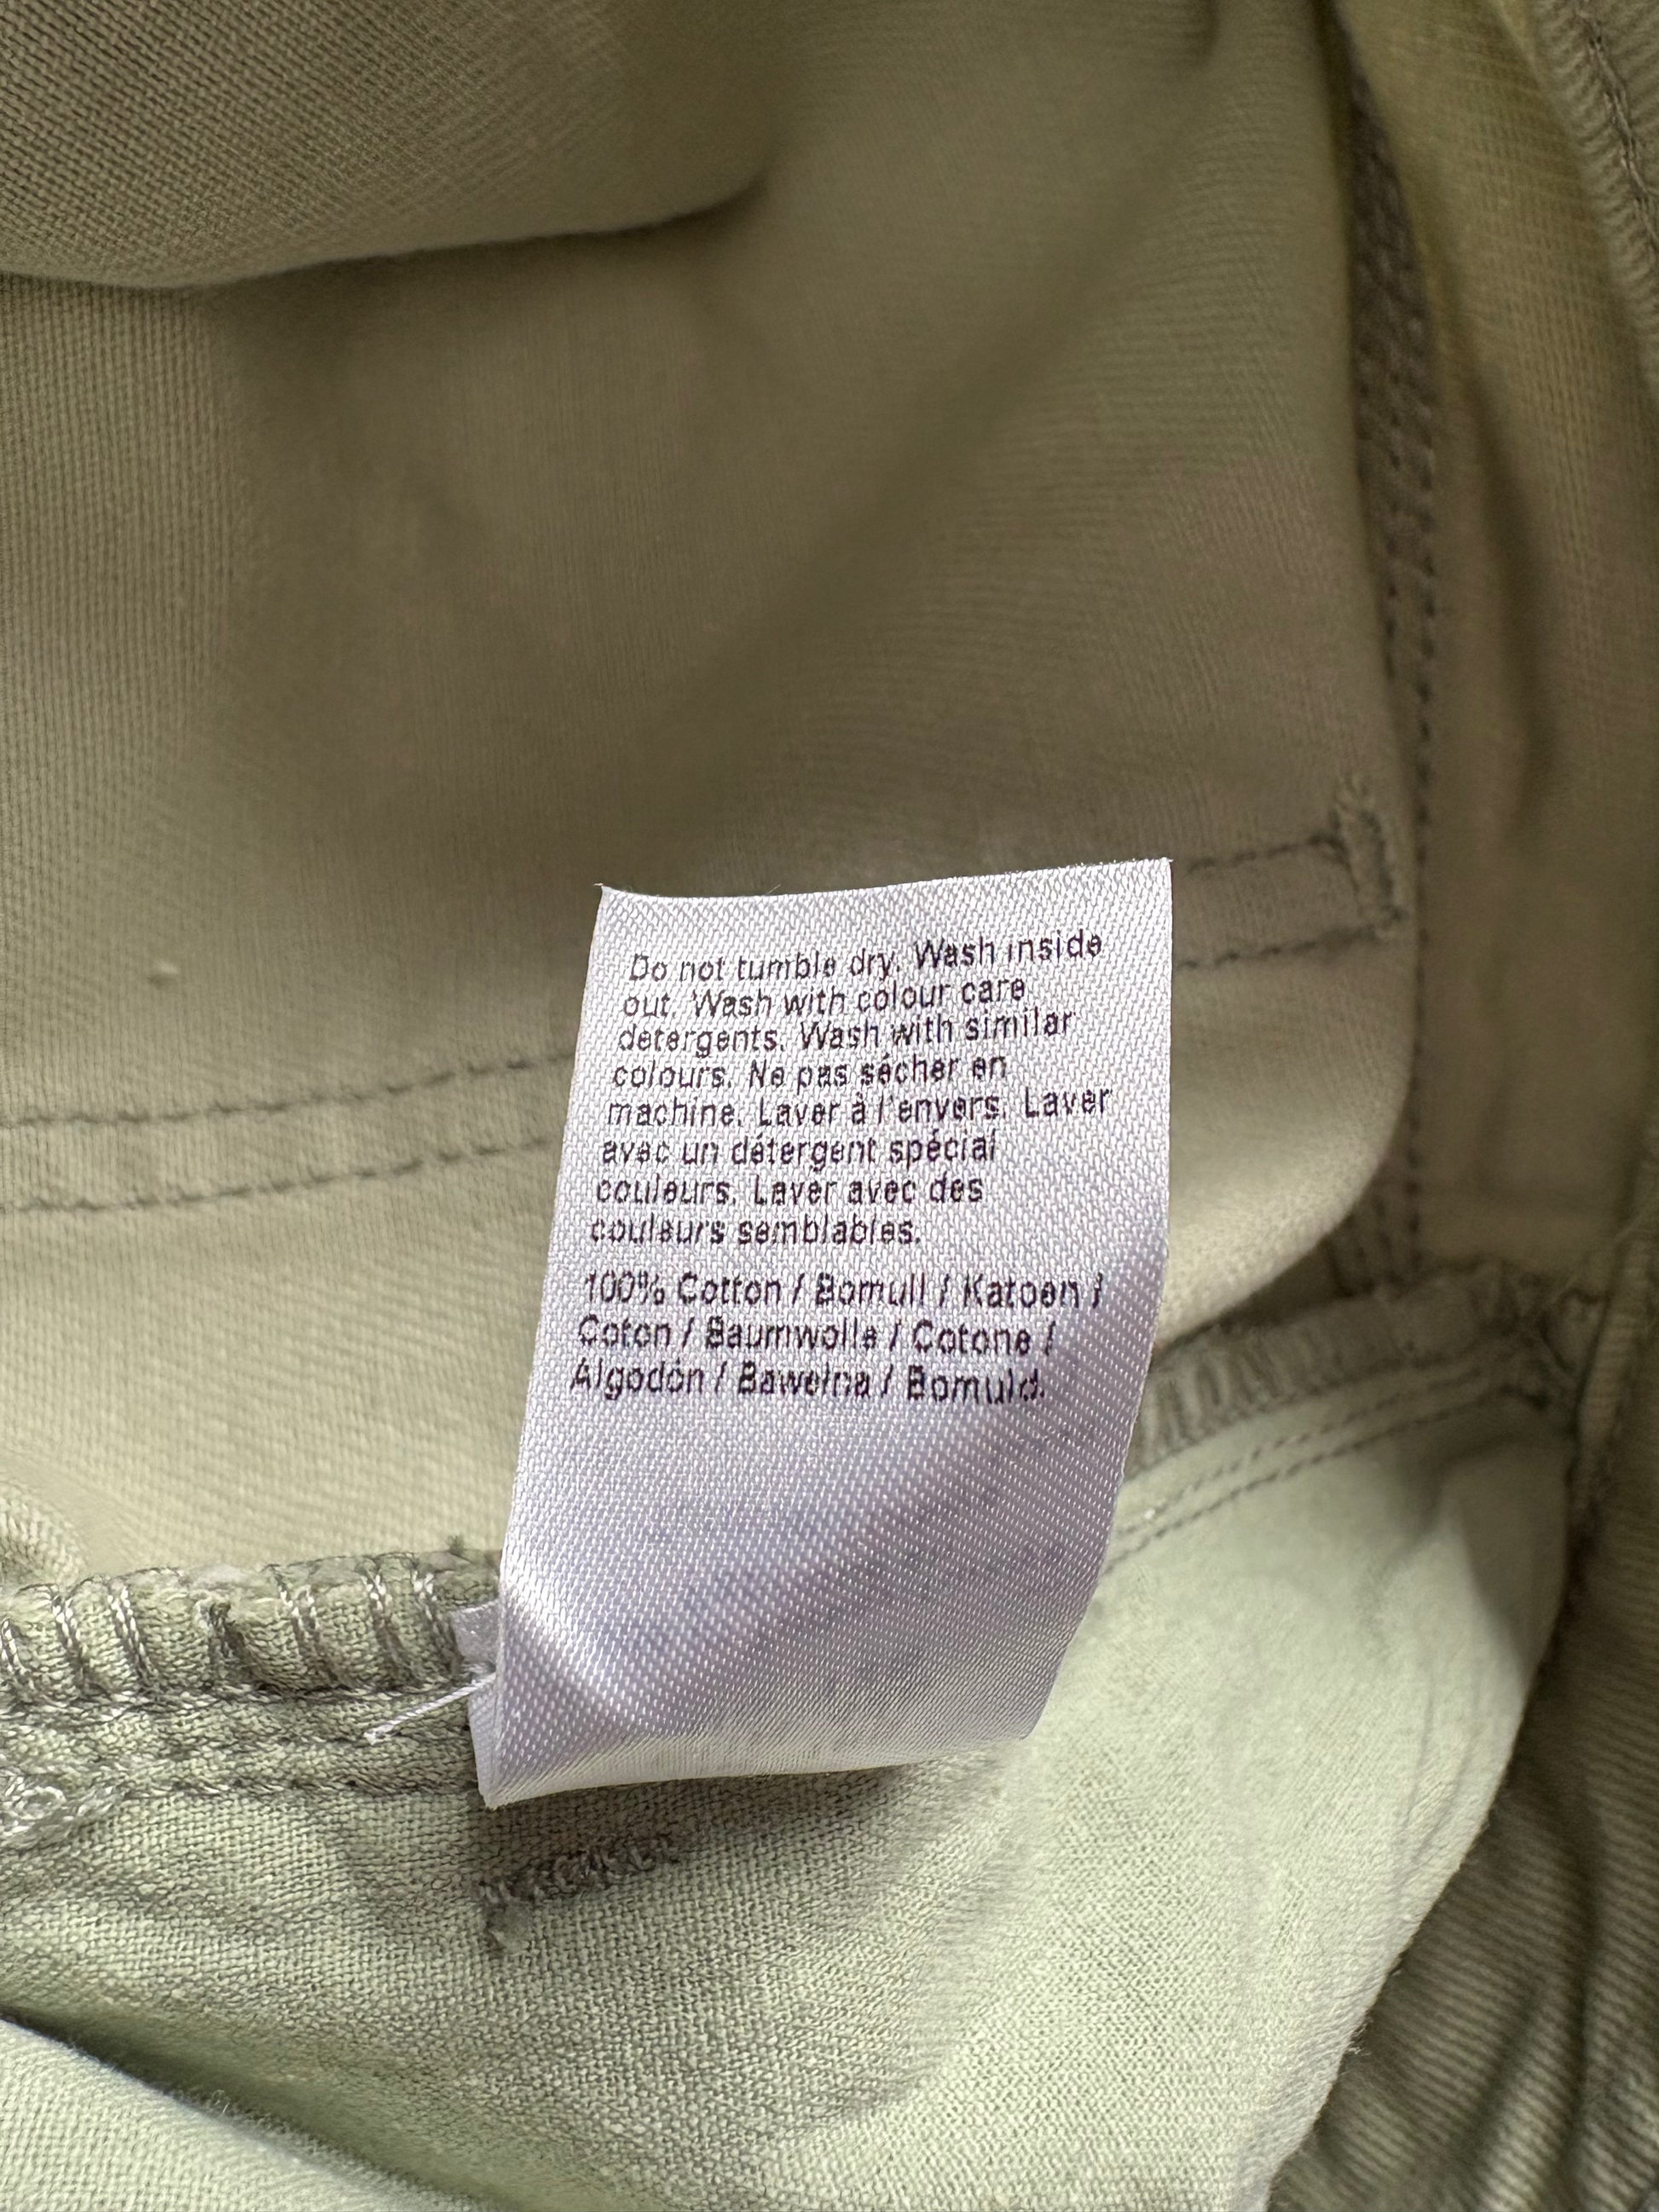 Do not tumble dry. Wash inside
out. Wash with colour care
detergents. Wash with similar
colours. Ne pas sécher en
machine. Laver à l'envers. Laver
avec un détergent spécial
couleurs. Laver avec des
couleurs semblables.
100% Cotton / Bomull / Katoen /
Coton / Baumwolle / Cotone /
Algodón / Bawełna / Bomuld.